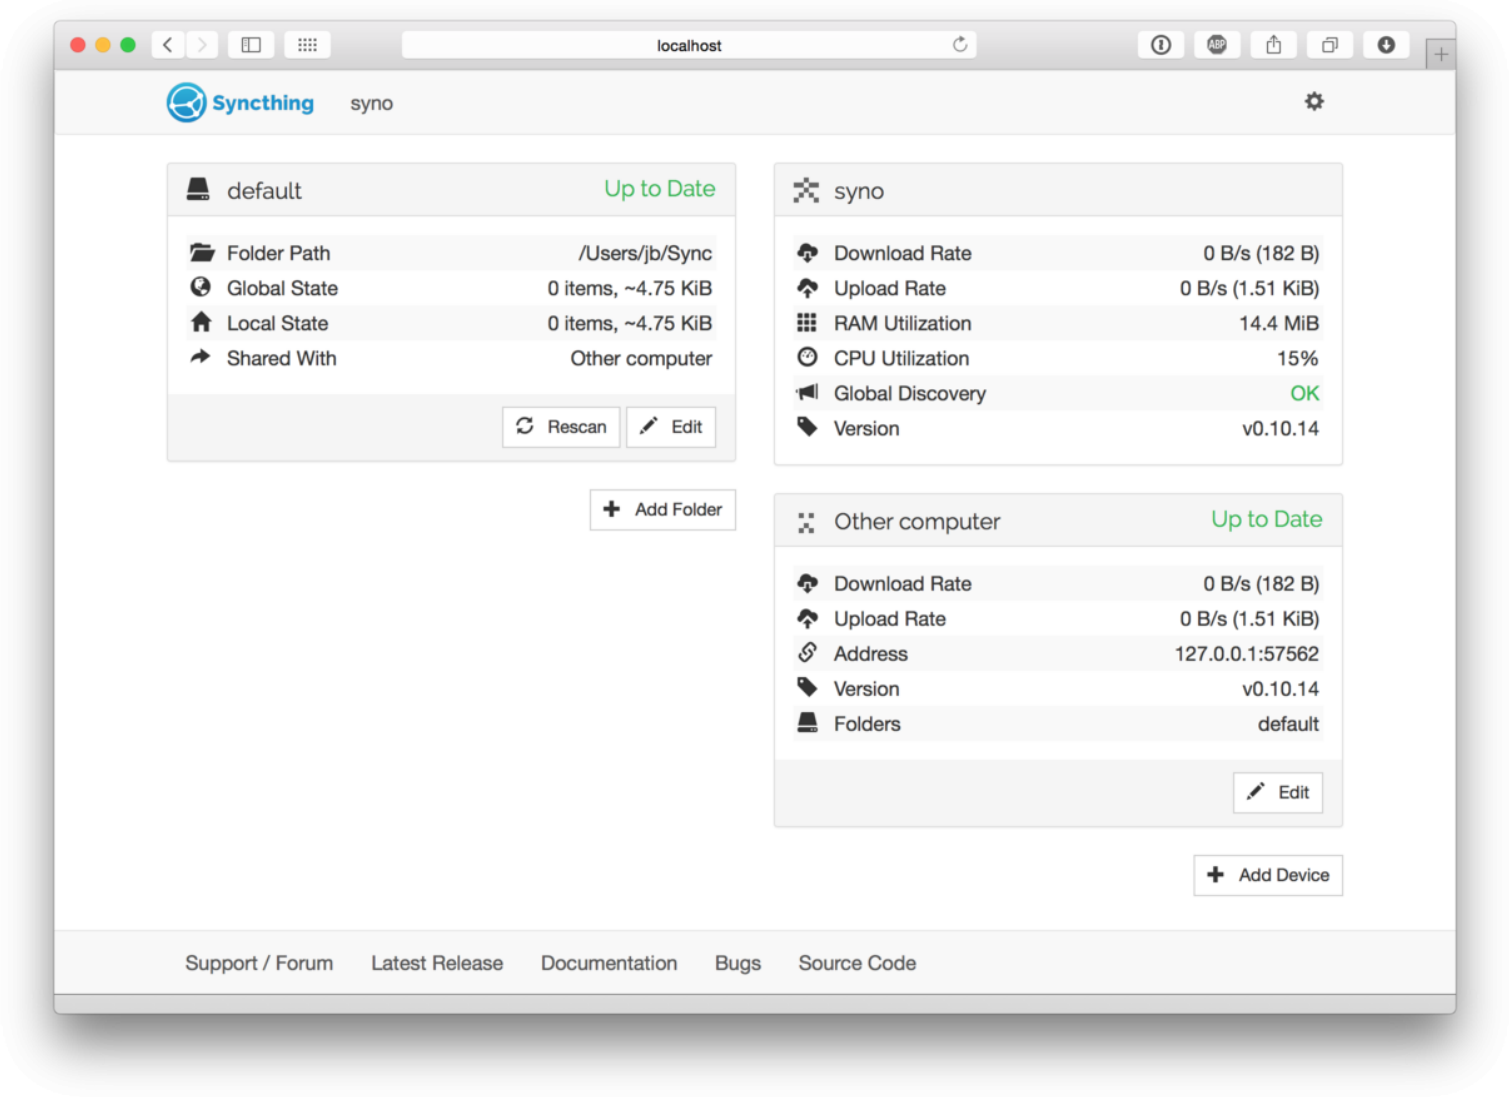 localhost
ABP
Syncthing syno
default Up to Date
Folder Path /Users/jb/Sync
Global State 0 items, ~4.75 KiB
Local State 0 items, ~4.75 KiB
Shared With Other computer
Rescan Edit
Add Folder
syno
Download Rate 0 B/s (182 B)
Upload Rate 0 B/s (1.51 KiB)
RAM Utilization 14.4 MiB
CPU Utilization 15%
Global Discovery OK
Version v0.10.14
Other computer Up to Date
Download Rate 0 B/s (182 B)
Upload Rate 0 B/s (1.51 KiB)
Address 127.0.0.1:57562
Version v0.10.14
Folders default
Edit
Add Device
Support / Forum Latest Release Documentation Bugs Source Code